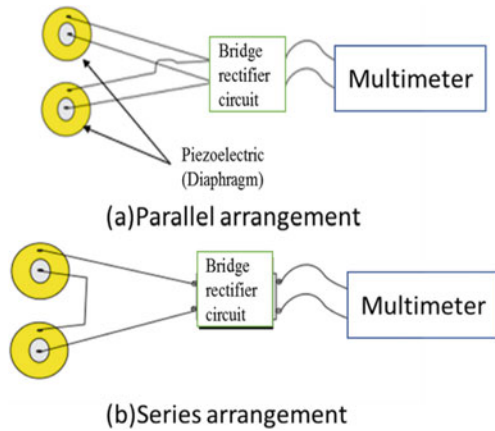 Bridge
rectifier
circuit
Multimeter
Piezoelectric
(Diaphragm)
(a)Parallel arrangement
Bridge
rectifier
circuit
Multimeter
(b)Series arrangement